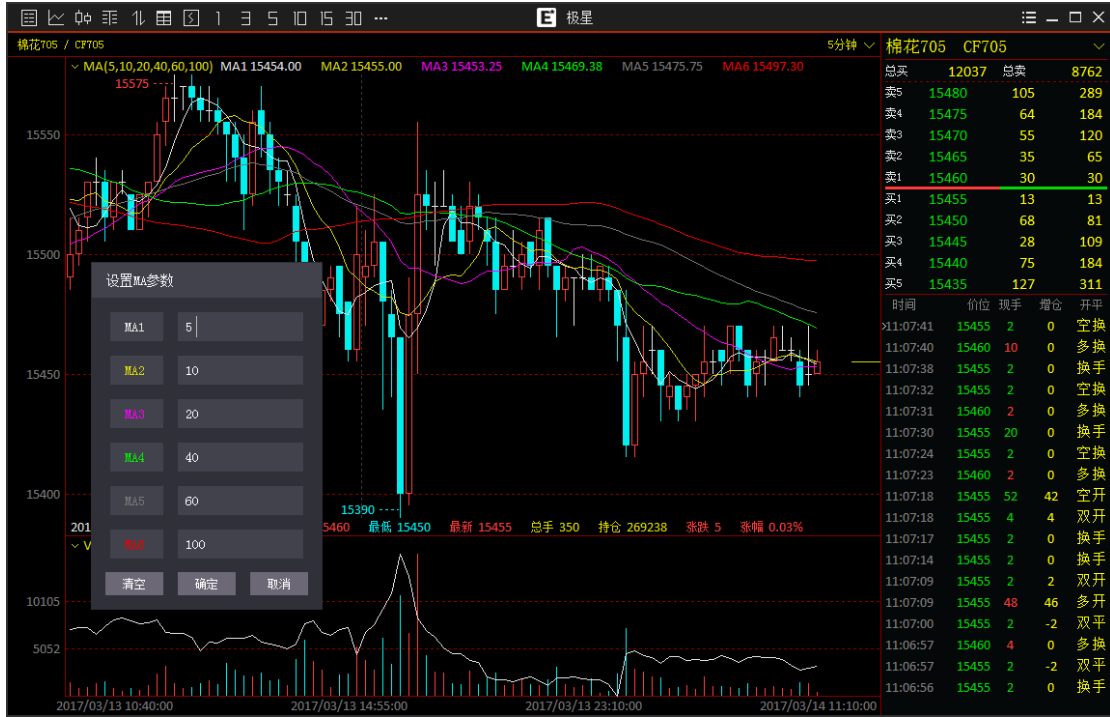 1 3 5 10 15 30 ...
E 极星
棉花705 / CF705
5分钟
MA(5,10,20,40,60,100) MA1 15454.00 MA2 15455.00 MA3 15453.25 MA4 15469.38 MA5 15475.75 MA6 15497.30
15575
15550
15500
15450
15400
15390
设置MA参数
MA1 5
MA2 10
MA3 20
MA4 40
MA5 60
MA6 100
清空 确定 取消
201
5460 最低 15450 最新 15455 总手 350 持仓 269238 涨跌 5 涨幅 0.03%
V
10105
5052
2017/03/13 10:40:00 2017/03/13 14:55:00 2017/03/13 23:10:00 2017/03/14 11:10:00
棉花705 CF705
总买 12037 总卖 8762
卖5 15480 105 289
卖4 15475 64 184
卖3 15470 55 120
卖2 15465 35 65
卖1 15460 30 30
买1 15455 13 13
买2 15450 68 81
买3 15445 28 109
买4 15440 75 184
买5 15435 127 311
时间 价位 现手 增仓 开平
11:07:41 15455 2 0 空换
11:07:40 15460 10 0 多换
11:07:38 15455 2 0 换手
11:07:32 15455 2 0 空换
11:07:31 15460 2 0 多换
11:07:30 15455 20 0 换手
11:07:24 15455 2 0 空换
11:07:23 15460 2 0 多换
11:07:18 15455 52 42 空开
11:07:18 15455 4 4 双开
11:07:17 15455 2 0 换手
11:07:14 15455 2 0 换手
11:07:09 15455 2 2 双开
11:07:09 15455 48 46 多开
11:07:00 15455 2 -2 双平
11:06:57 15460 4 0 多换
11:06:57 15455 2 -2 双平
11:06:56 15455 2 0 换手